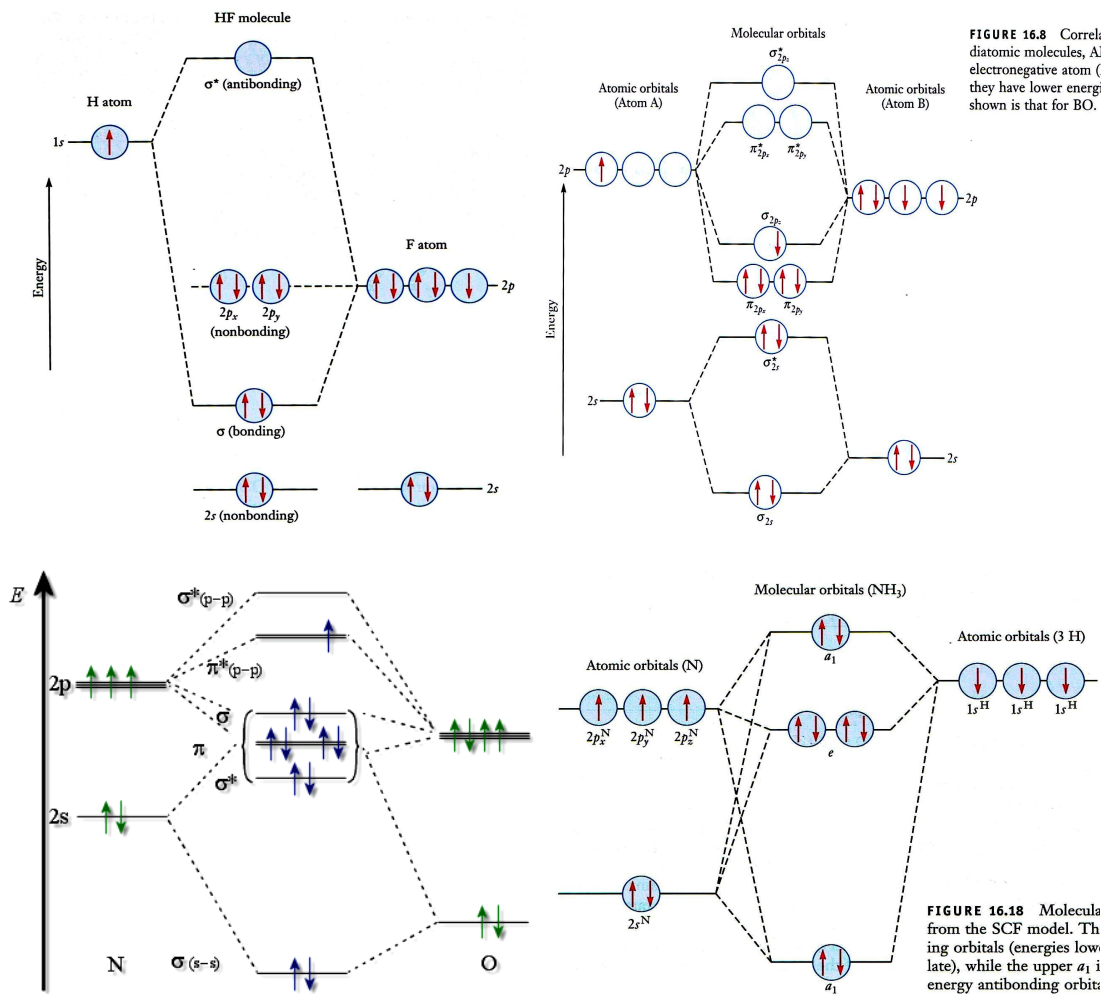 HF molecule
σ* (antibonding)
H atom
1s
Energy
F atom
2p
2pₓ 2pᵧ
(nonbonding)
σ (bonding)
2s
2s (nonbonding)
Molecular orbitals
σ*2pz
Atomic orbitals
(Atom A)
Atomic orbitals
(Atom B)
π*2px π*2py
2p
2p
σ2pz
π2px π2py
Energy
σ*2s
2s
2s
σ2s
FIGURE 16.8 Correla
diatomic molecules, A
electronegative atom (
they have lower energi
shown is that for BO.
E
σ*(p-p)
π*(p-p)
2p
σ
π
σ*
2s
N
σ(s-s)
O
Molecular orbitals (NH₃)
a₁
Atomic orbitals (N)
Atomic orbitals (3 H)
2pₓᴺ 2pᵧᴺ 2p_zᴺ
1sᴴ 1sᴴ 1sᴴ
e
2sᴺ
a₁
FIGURE 16.18 Molecula
from the SCF model. Th
ing orbitals (energies lowe
late), while the upper a₁ i
energy antibonding orbita